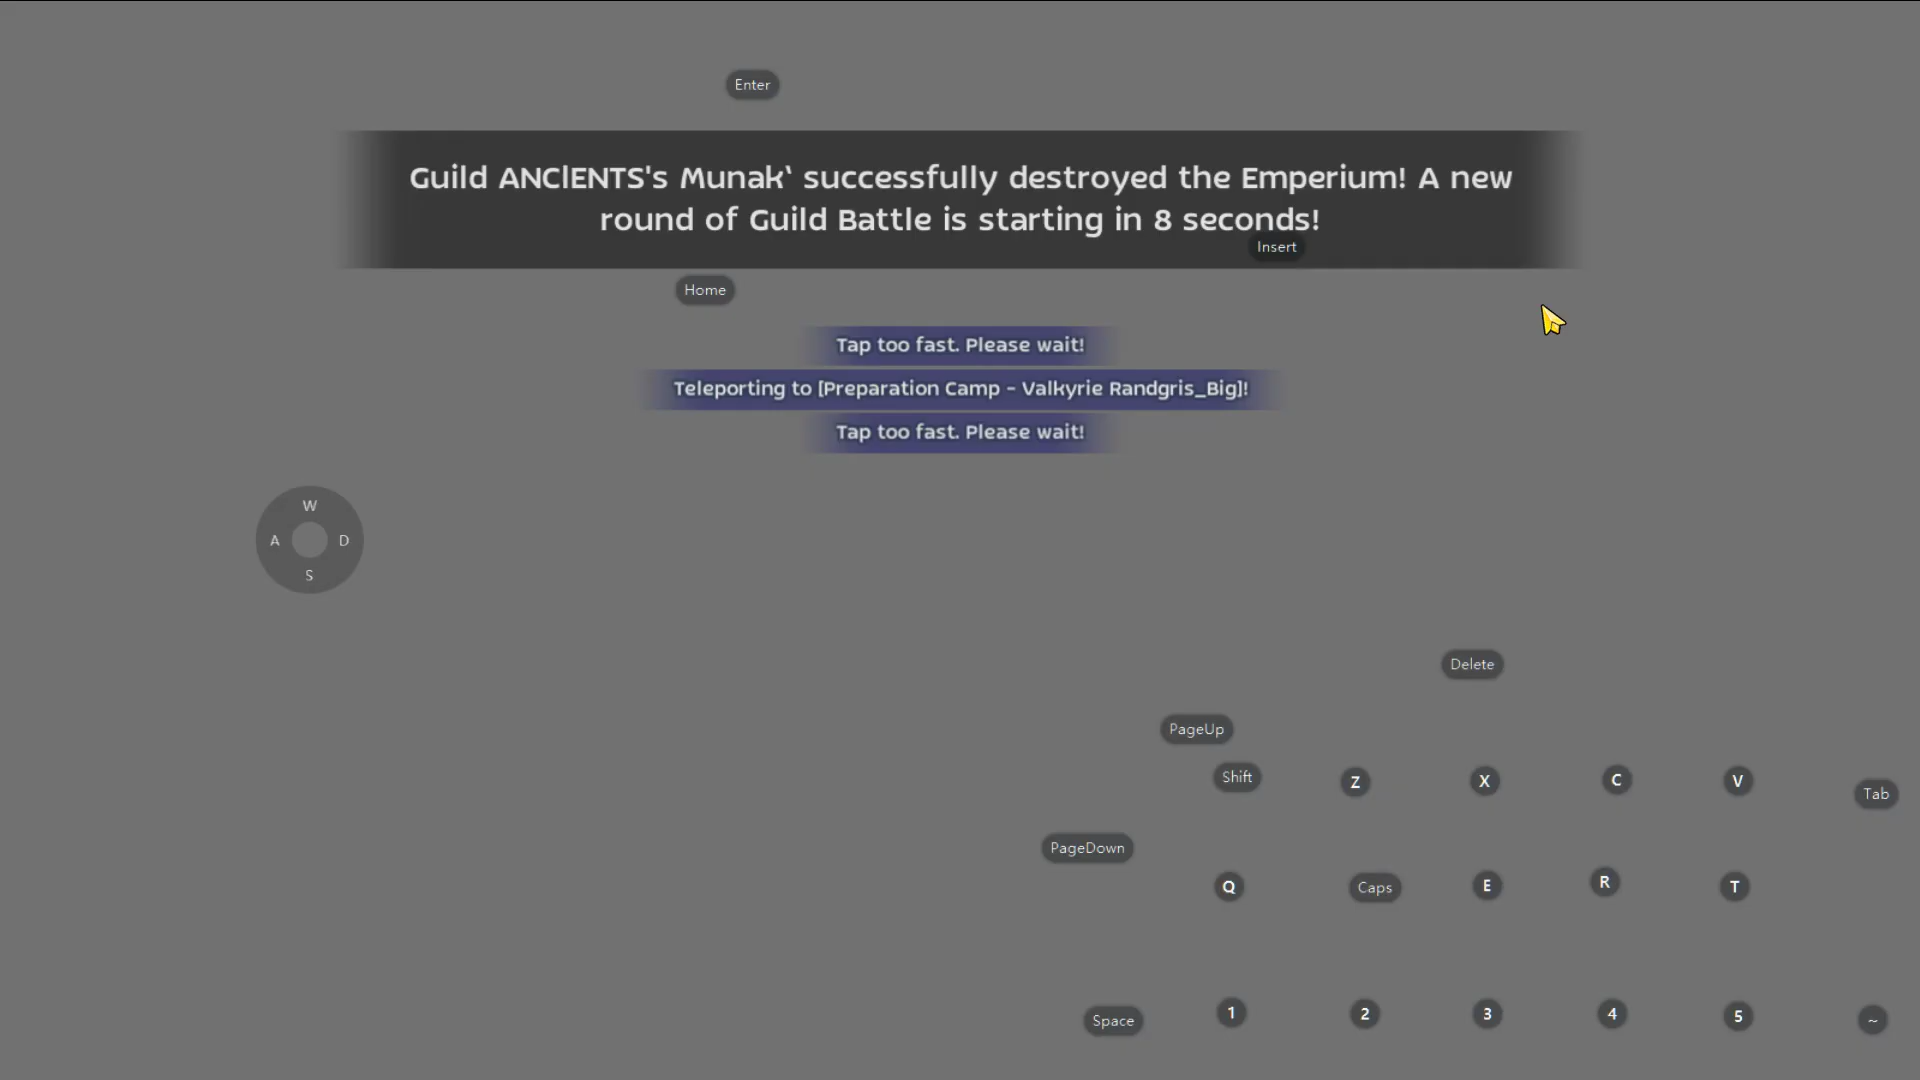 Enter
Guild ANClENTS's Munak` successfully destroyed the Emperium! A new
round of Guild Battle is starting in 8 seconds!
Insert
Home
Tap too fast. Please wait!
Teleporting to [Preparation Camp - Valkyrie Randgris_Big]!
Tap too fast. Please wait!
W
A D
S
Delete
PageUp
Shift Z X C V Tab
PageDown
Q Caps E R T
Space 1 2 3 4 5 ~